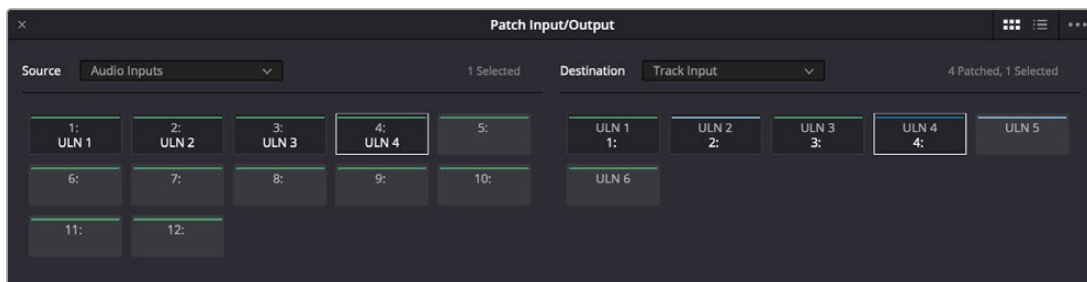 Patch Input/Output
Source Audio Inputs 1 Selected Destination Track Input 4 Patched, 1 Selected
1: 2: 3: 4: 5: ULN 1 ULN 2 ULN 3 ULN 4 ULN 5
ULN 1 ULN 2 ULN 3 ULN 4 1: 2: 3: 4:
6: 7: 8: 9: 10: ULN 6
11: 12: